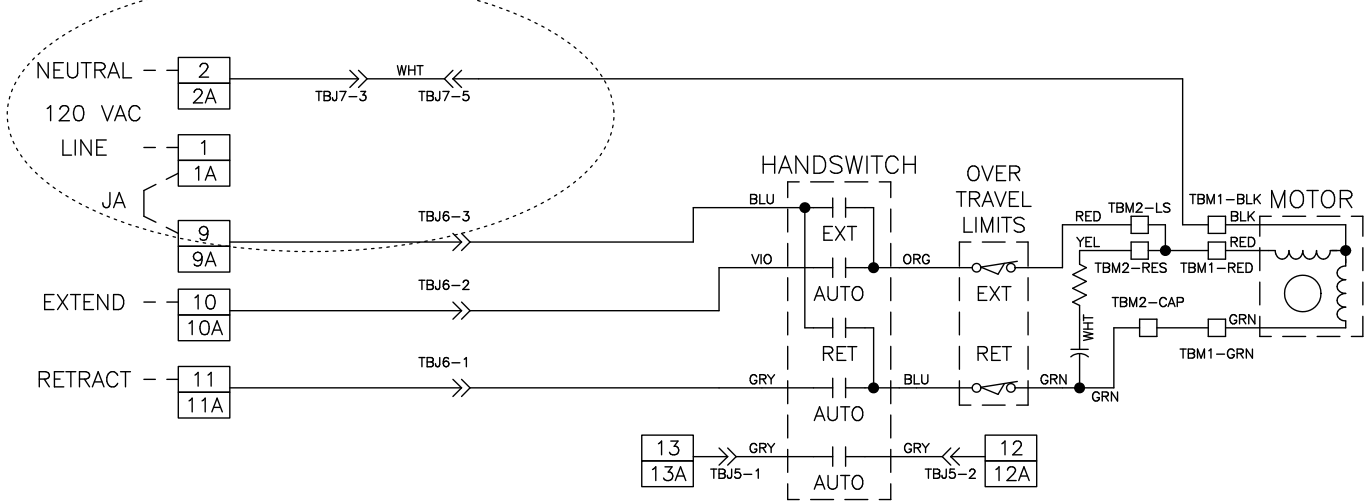 NEUTRAL
2
2A
WHT
TBJ7-3
TBJ7-5
120 VAC
LINE
1
1A
JA
9
9A
TBJ6-3
HANDSWITCH
BLU
EXT
VIO
AUTO
ORG
OVER
TRAVEL
LIMITS
EXT
RED
TBM2-LS
TBM1-BLK
MOTOR
BLK
YEL
RED
TBM2-RES
TBM1-RED
EXTEND
10
10A
TBJ6-2
TBM2-CAP
WHT
GRN
TBM1-GRN
RET
RET
RETRACT
11
11A
TBJ6-1
GRY
BLU
GRN
GRN
AUTO
13
13A
GRY
TBJ5-1
GRY
TBJ5-2
12
12A
AUTO